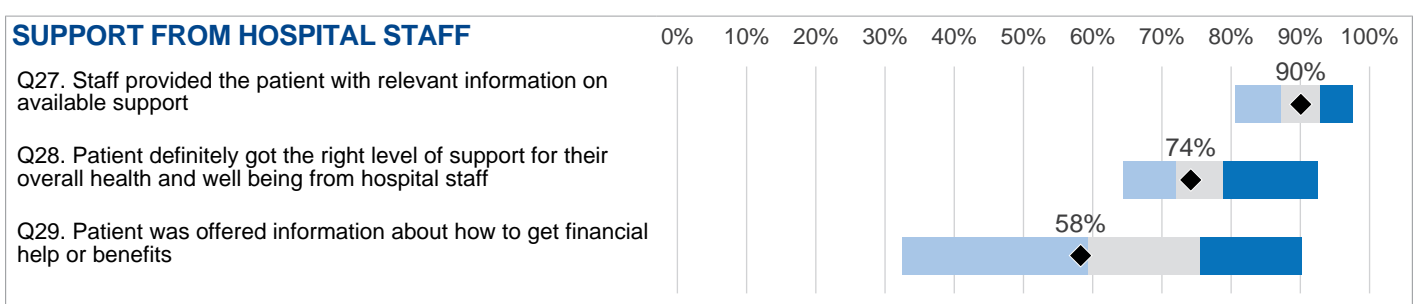 SUPPORT FROM HOSPITAL STAFF 0% 10% 20% 30% 40% 50% 60% 70% 80% 90% 100%
Q27. Staff provided the patient with relevant information on
available support
90%
Q28. Patient definitely got the right level of support for their
overall health and well being from hospital staff
74%
Q29. Patient was offered information about how to get financial
help or benefits
58%